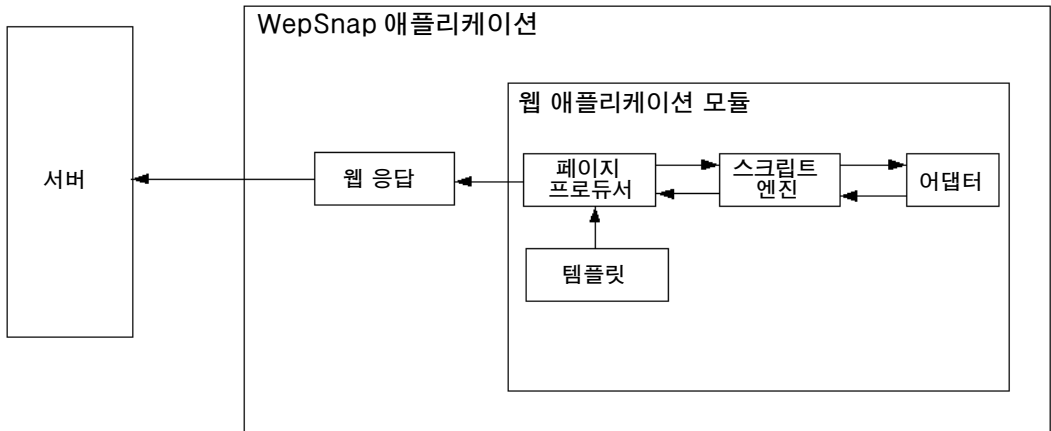 WepSnap 애플리케이션
웹 애플리케이션 모듈
서버
웹 응답
페이지
프로듀서
스크립트
엔진
어댑터
템플릿